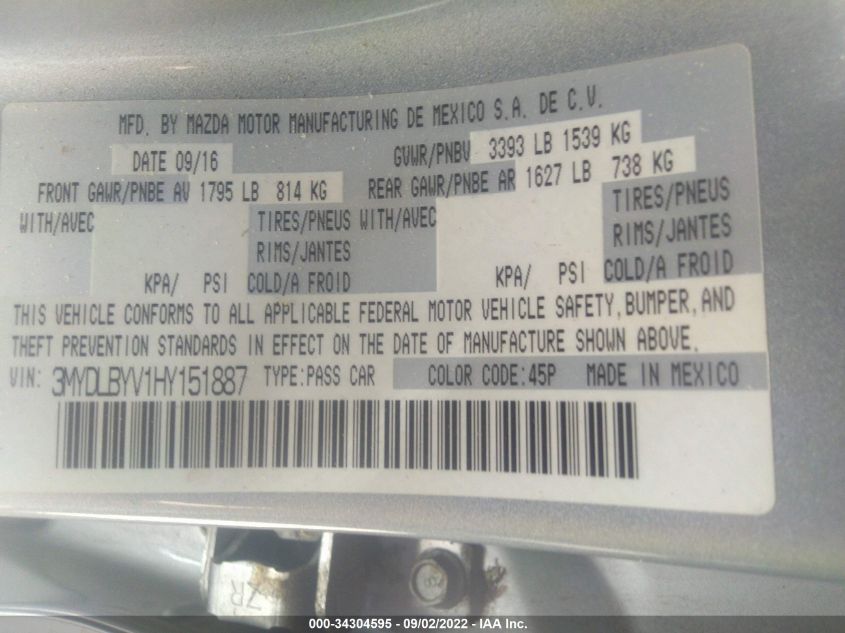 MFD. BY MAZDA MOTOR MANUFACTURING DE MEXICO S.A. DE C.V.
DATE 09/16 GVWR/PNBV 3393 LB 1539 KG
FRONT GAWR/PNBE AV 1795 LB 814 KG REAR GAWR/PNBE AR 1627 LB 738 KG
WITH/AVEC TIRES/PNEUS WITH/AVEC TIRES/PNEUS
RIMS/JANTES RIMS/JANTES
KPA/ PSI COLD/A FROID KPA/ PSI COLD/A FROID
THIS VEHICLE CONFORMS TO ALL APPLICABLE FEDERAL MOTOR VEHICLE SAFETY, BUMPER, AND
THEFT PREVENTION STANDARDS IN EFFECT ON THE DATE OF MANUFACTURE SHOWN ABOVE.
VIN: 3MYDLBYV1HY151887 TYPE:PASS CAR COLOR CODE:45P MADE IN MEXICO
ZR
000-34304595 - 09/02/2022 - IAA Inc.